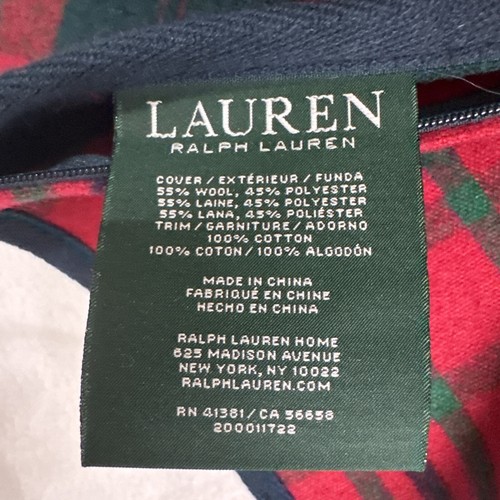 LAUREN
RALPH LAUREN
COVER / EXTÉRIEUR / FUNDA
55% WOOL, 45% POLYESTER
55% LAINE, 45% POLYESTER
55% LANA, 45% POLIÉSTER
TRIM / GARNITURE / ADORNO
100% COTTON
100% COTON / 100% ALGODÓN
MADE IN CHINA
FABRIQUÉ EN CHINE
HECHO EN CHINA
RALPH LAUREN HOME
625 MADISON AVENUE
NEW YORK, NY 10022
RALPHLAUREN.COM
RN 41381 / CA 56658
200011722